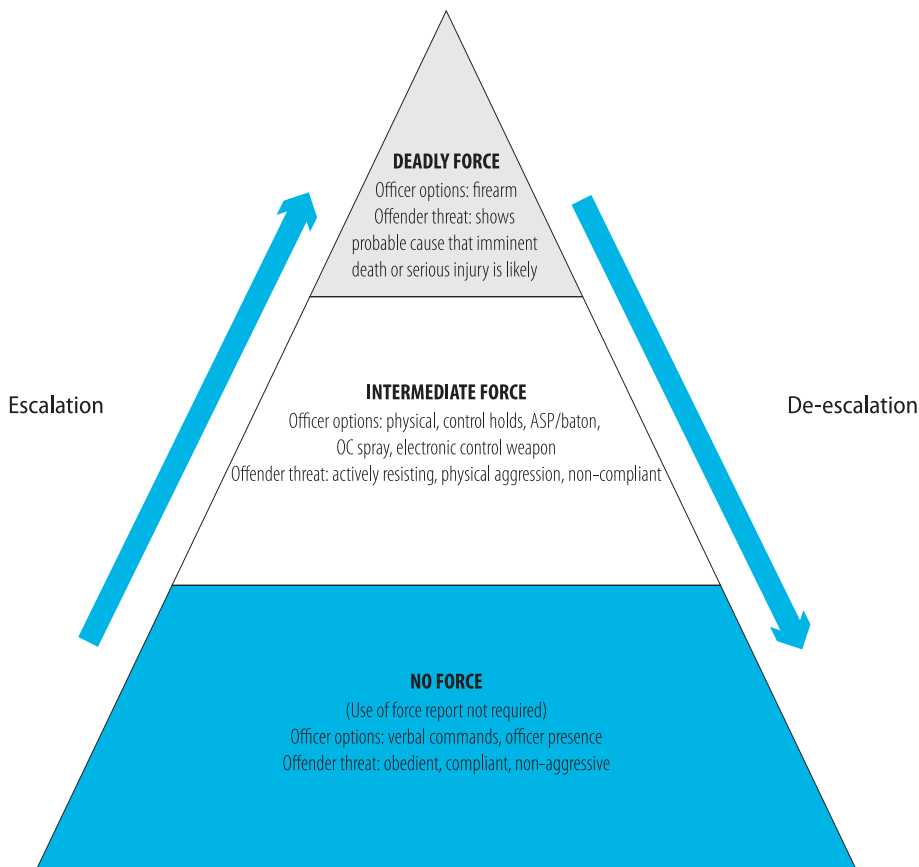 DEADLY FORCE
Officer options: firearm
Offender threat: shows
probable cause that imminent
death or serious injury is likely
Escalation
De-escalation
INTERMEDIATE FORCE
Officer options: physical, control holds, ASP/baton,
OC spray, electronic control weapon
Offender threat: actively resisting, physical aggression, non-compliant
NO FORCE
(Use of force report not required)
Officer options: verbal commands, officer presence
Offender threat: obedient, compliant, non-aggressive